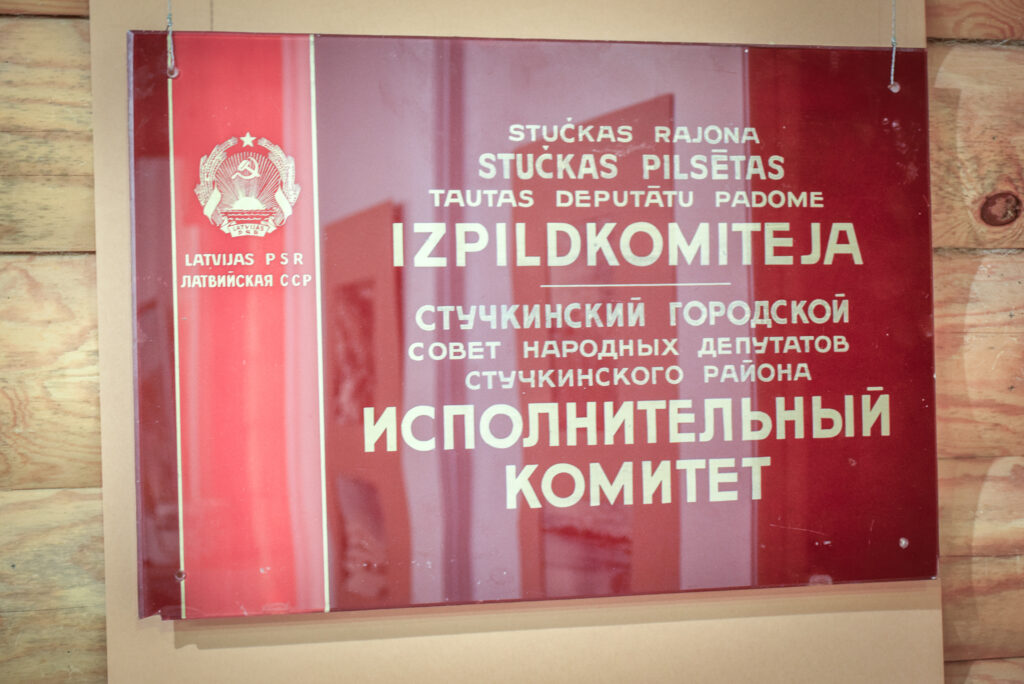 LATVIJAS
P S R
LATVIJAS PSR
ЛАТВИЙСКАЯ ССР
STUČKAS RAJONA
STUČKAS PILSĒTAS
TAUTAS DEPUTĀTU PADOME
IZPILDKOMITEJA
СТУЧКИНСКИЙ ГОРОДСКОЙ
СОВЕТ НАРОДНЫХ ДЕПУТАТОВ
СТУЧКИНСКОГО РАЙОНА
ИСПОЛНИТЕЛЬНЫЙ
КОМИТЕТ